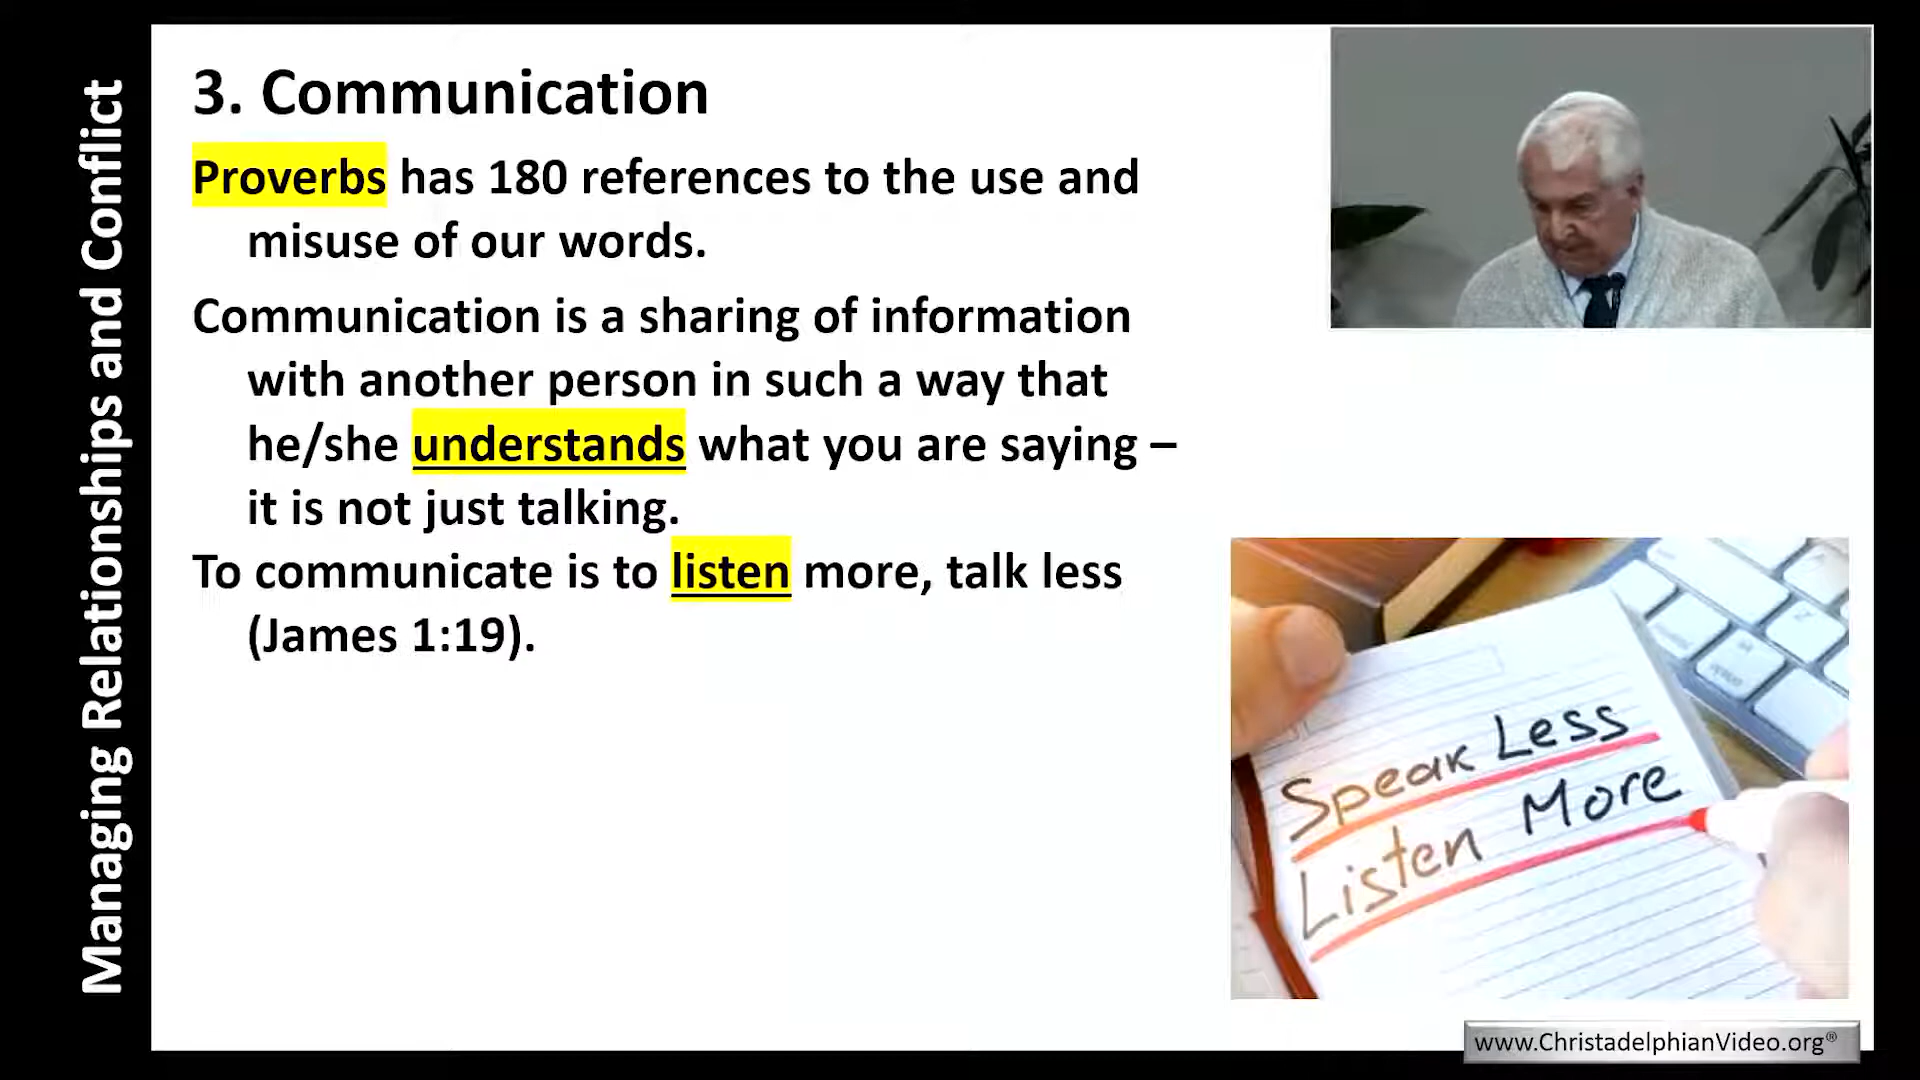 Managing Relationships and Conflict
3. Communication
Proverbs has 180 references to the use and
misuse of our words.
Communication is a sharing of information
with another person in such a way that
he/she understands what you are saying –
it is not just talking.
To communicate is to listen more, talk less
(James 1:19).
Speak Less
Listen More
www.ChristadelphianVideo.org®